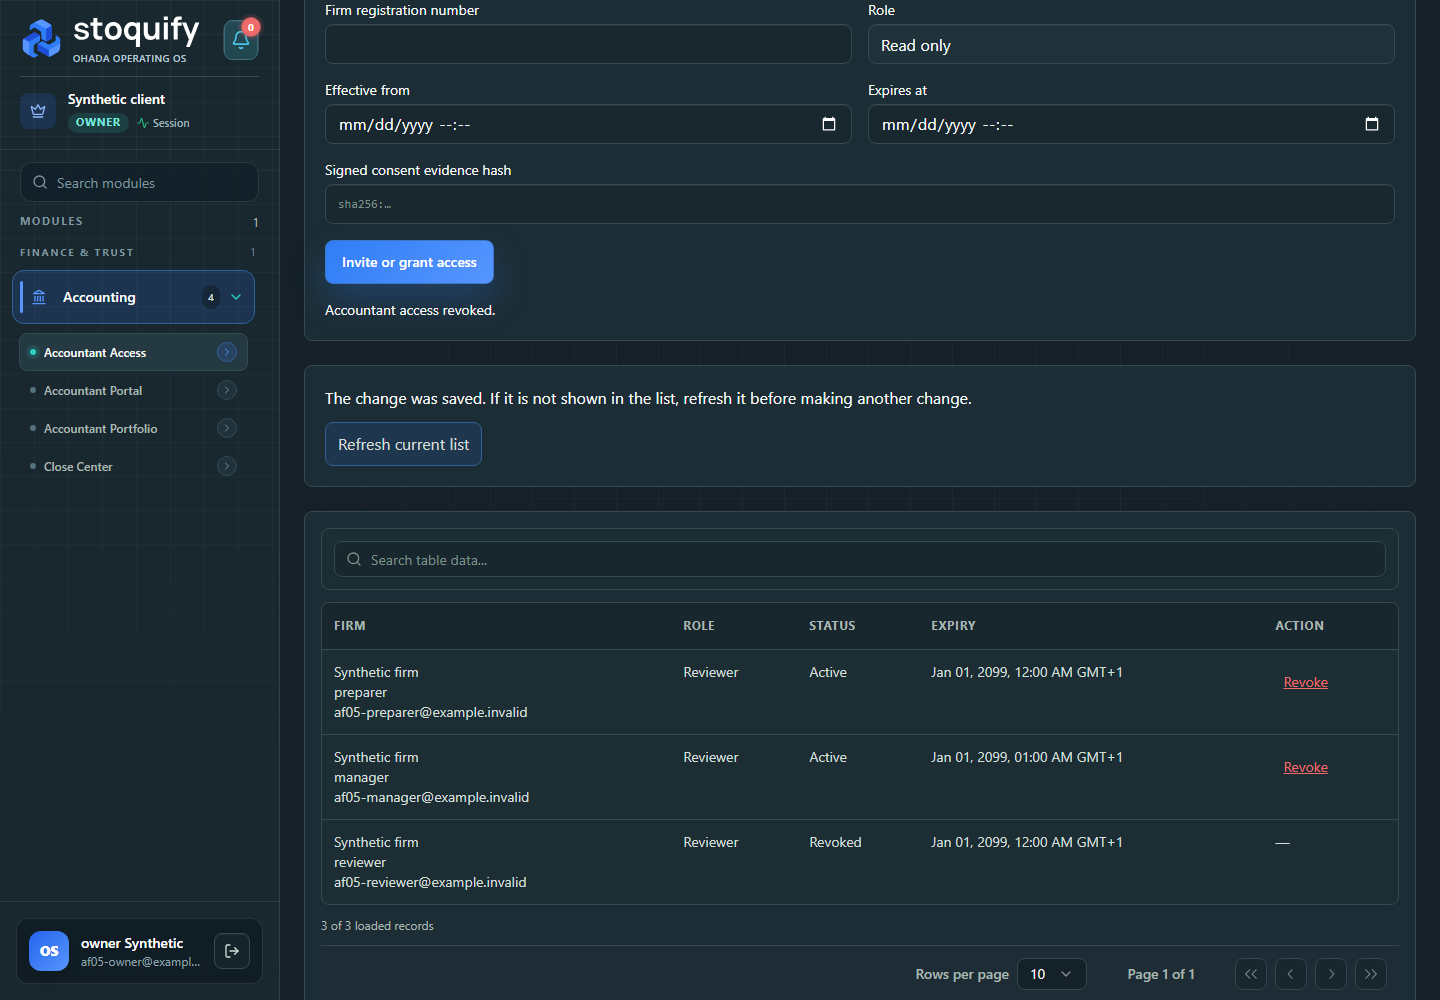 stoquify
OHADA OPERATING OS
0
Synthetic client
OWNER
Session
Search modules
MODULES
1
FINANCE & TRUST
1
Accounting
4
Accountant Access
Accountant Portal
Accountant Portfolio
Close Center
OS
owner Synthetic
af05-owner@exampl...
Firm registration number
Role
Read only
Effective from
Expires at
mm/dd/yyyy --:--
mm/dd/yyyy --:--
Signed consent evidence hash
sha256:…
Invite or grant access
Accountant access revoked.
The change was saved. If it is not shown in the list, refresh it before making another change.
Refresh current list
Search table data...
FIRM ROLE STATUS EXPIRY ACTION
Synthetic firm
preparer
af05-preparer@example.invalid
Reviewer
Active
Jan 01, 2099, 12:00 AM GMT+1
Revoke
Synthetic firm
manager
af05-manager@example.invalid
Reviewer
Active
Jan 01, 2099, 01:00 AM GMT+1
Revoke
Synthetic firm
reviewer
af05-reviewer@example.invalid
Reviewer
Revoked
Jan 01, 2099, 12:00 AM GMT+1
—
3 of 3 loaded records
Rows per page
10
Page 1 of 1